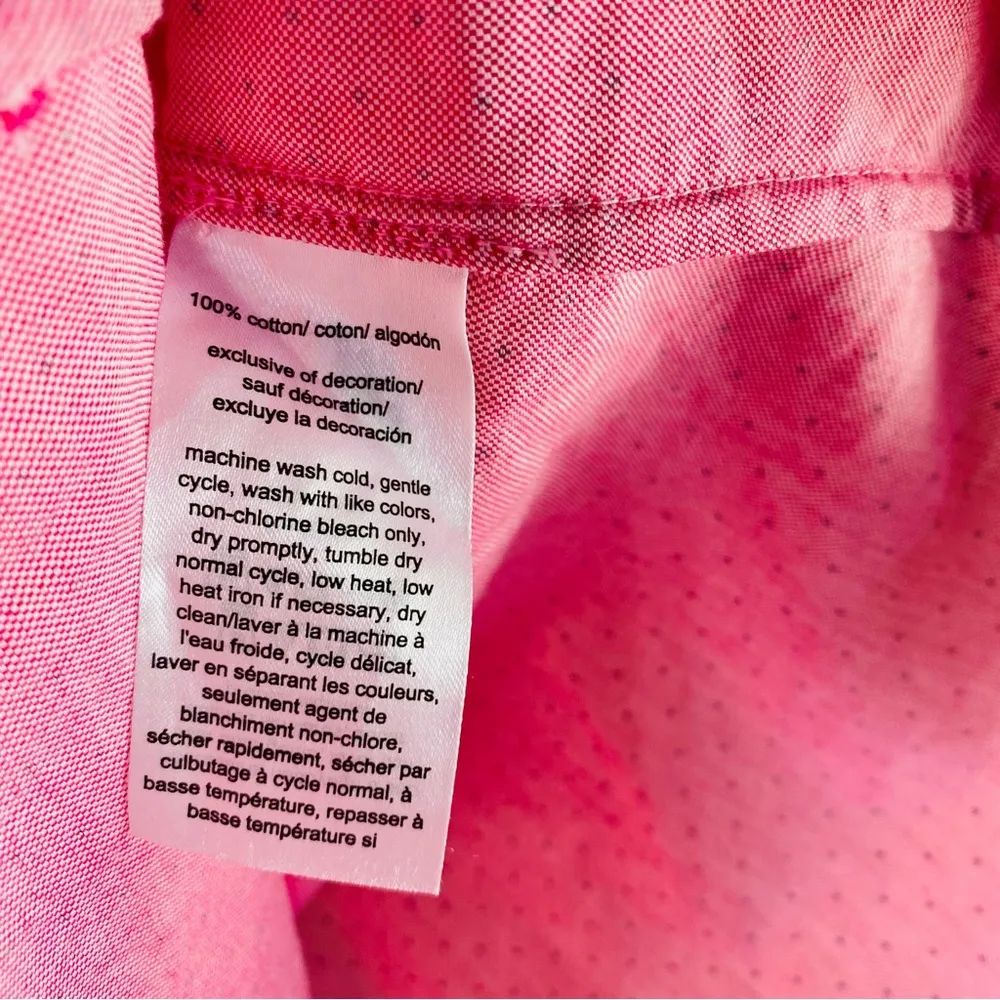 100% cotton/ coton/ algodón
exclusive of decoration/
sauf décoration/
excluye la decoración
machine wash cold, gentle
cycle, wash with like colors,
non-chlorine bleach only,
dry promptly, tumble dry
normal cycle, low heat, low
heat iron if necessary, dry
clean/laver à la machine à
l'eau froide, cycle délicat,
laver en séparant les couleurs,
seulement agent de
blanchiment non-chlore,
sécher rapidement, sécher par
culbutage à cycle normal, à
basse température, repasser à
basse température si